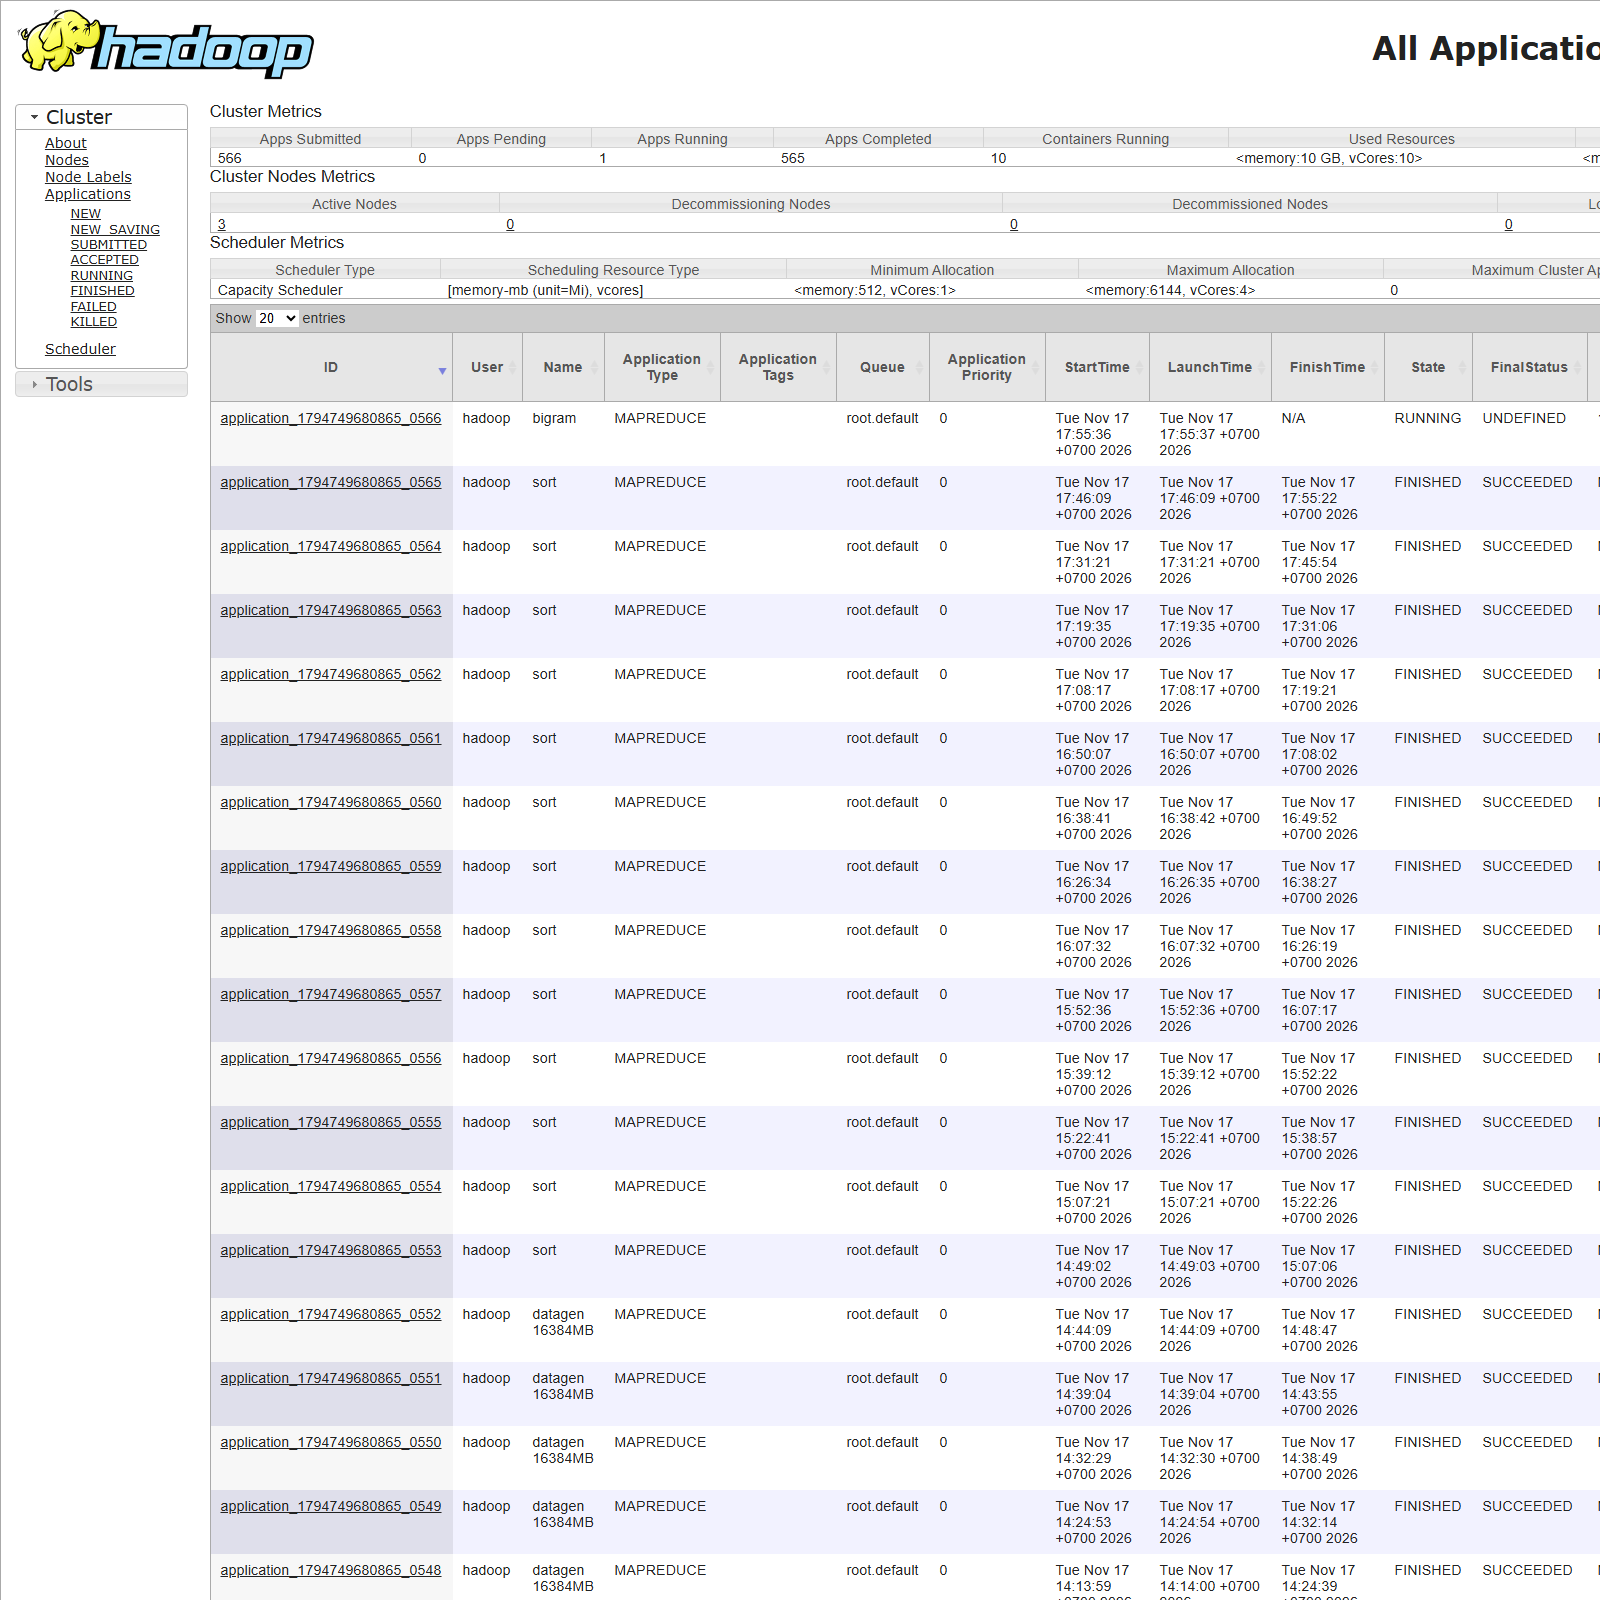 hadoop
All Applicatio
Cluster
About
Nodes
Node Labels
Applications
NEW
NEW_SAVING
SUBMITTED
ACCEPTED
RUNNING
FINISHED
FAILED
KILLED
Scheduler
Tools
Cluster Metrics
Apps Submitted Apps Pending Apps Running Apps Completed Containers Running Used Resources
566 0 1 565 10 <memory:10 GB, vCores:10> <m
Cluster Nodes Metrics
Active Nodes Decommissioning Nodes Decommissioned Nodes Lo
3 0 0 0
Scheduler Metrics
Scheduler Type Scheduling Resource Type Minimum Allocation Maximum Allocation Maximum Cluster Ap
Capacity Scheduler [memory-mb (unit=Mi), vcores] <memory:512, vCores:1> <memory:6144, vCores:4> 0
Show 20 entries
ID User Name Application Type Application Tags Queue Application Priority StartTime LaunchTime FinishTime State FinalStatus
application_1794749680865_0566 hadoop bigram MAPREDUCE root.default 0 Tue Nov 17 17:55:36 +0700 2026 Tue Nov 17 17:55:37 +0700 2026 N/A RUNNING UNDEFINED
application_1794749680865_0565 hadoop sort MAPREDUCE root.default 0 Tue Nov 17 17:46:09 +0700 2026 Tue Nov 17 17:46:09 +0700 2026 Tue Nov 17 17:55:22 +0700 2026 FINISHED SUCCEEDED
application_1794749680865_0564 hadoop sort MAPREDUCE root.default 0 Tue Nov 17 17:31:21 +0700 2026 Tue Nov 17 17:31:21 +0700 2026 Tue Nov 17 17:45:54 +0700 2026 FINISHED SUCCEEDED
application_1794749680865_0563 hadoop sort MAPREDUCE root.default 0 Tue Nov 17 17:19:35 +0700 2026 Tue Nov 17 17:19:35 +0700 2026 Tue Nov 17 17:31:06 +0700 2026 FINISHED SUCCEEDED
application_1794749680865_0562 hadoop sort MAPREDUCE root.default 0 Tue Nov 17 17:08:17 +0700 2026 Tue Nov 17 17:08:17 +0700 2026 Tue Nov 17 17:19:21 +0700 2026 FINISHED SUCCEEDED
application_1794749680865_0561 hadoop sort MAPREDUCE root.default 0 Tue Nov 17 16:50:07 +0700 2026 Tue Nov 17 16:50:07 +0700 2026 Tue Nov 17 17:08:02 +0700 2026 FINISHED SUCCEEDED
application_1794749680865_0560 hadoop sort MAPREDUCE root.default 0 Tue Nov 17 16:38:41 +0700 2026 Tue Nov 17 16:38:42 +0700 2026 Tue Nov 17 16:49:52 +0700 2026 FINISHED SUCCEEDED
application_1794749680865_0559 hadoop sort MAPREDUCE root.default 0 Tue Nov 17 16:26:34 +0700 2026 Tue Nov 17 16:26:35 +0700 2026 Tue Nov 17 16:38:27 +0700 2026 FINISHED SUCCEEDED
application_1794749680865_0558 hadoop sort MAPREDUCE root.default 0 Tue Nov 17 16:07:32 +0700 2026 Tue Nov 17 16:07:32 +0700 2026 Tue Nov 17 16:26:19 +0700 2026 FINISHED SUCCEEDED
application_1794749680865_0557 hadoop sort MAPREDUCE root.default 0 Tue Nov 17 15:52:36 +0700 2026 Tue Nov 17 15:52:36 +0700 2026 Tue Nov 17 16:07:17 +0700 2026 FINISHED SUCCEEDED
application_1794749680865_0556 hadoop sort MAPREDUCE root.default 0 Tue Nov 17 15:39:12 +0700 2026 Tue Nov 17 15:39:12 +0700 2026 Tue Nov 17 15:52:22 +0700 2026 FINISHED SUCCEEDED
application_1794749680865_0555 hadoop sort MAPREDUCE root.default 0 Tue Nov 17 15:22:41 +0700 2026 Tue Nov 17 15:22:41 +0700 2026 Tue Nov 17 15:38:57 +0700 2026 FINISHED SUCCEEDED
application_1794749680865_0554 hadoop sort MAPREDUCE root.default 0 Tue Nov 17 15:07:21 +0700 2026 Tue Nov 17 15:07:21 +0700 2026 Tue Nov 17 15:22:26 +0700 2026 FINISHED SUCCEEDED
application_1794749680865_0553 hadoop sort MAPREDUCE root.default 0 Tue Nov 17 14:49:02 +0700 2026 Tue Nov 17 14:49:03 +0700 2026 Tue Nov 17 15:07:06 +0700 2026 FINISHED SUCCEEDED
application_1794749680865_0552 hadoop datagen 16384MB MAPREDUCE root.default 0 Tue Nov 17 14:44:09 +0700 2026 Tue Nov 17 14:44:09 +0700 2026 Tue Nov 17 14:48:47 +0700 2026 FINISHED SUCCEEDED
application_1794749680865_0551 hadoop datagen 16384MB MAPREDUCE root.default 0 Tue Nov 17 14:39:04 +0700 2026 Tue Nov 17 14:39:04 +0700 2026 Tue Nov 17 14:43:55 +0700 2026 FINISHED SUCCEEDED
application_1794749680865_0550 hadoop datagen 16384MB MAPREDUCE root.default 0 Tue Nov 17 14:32:29 +0700 2026 Tue Nov 17 14:32:30 +0700 2026 Tue Nov 17 14:38:49 +0700 2026 FINISHED SUCCEEDED
application_1794749680865_0549 hadoop datagen 16384MB MAPREDUCE root.default 0 Tue Nov 17 14:24:53 +0700 2026 Tue Nov 17 14:24:54 +0700 2026 Tue Nov 17 14:32:14 +0700 2026 FINISHED SUCCEEDED
application_1794749680865_0548 hadoop datagen 16384MB MAPREDUCE root.default 0 Tue Nov 17 14:13:59 Tue Nov 17 14:14:00 +0700 Tue Nov 17 14:24:39 FINISHED SUCCEEDED